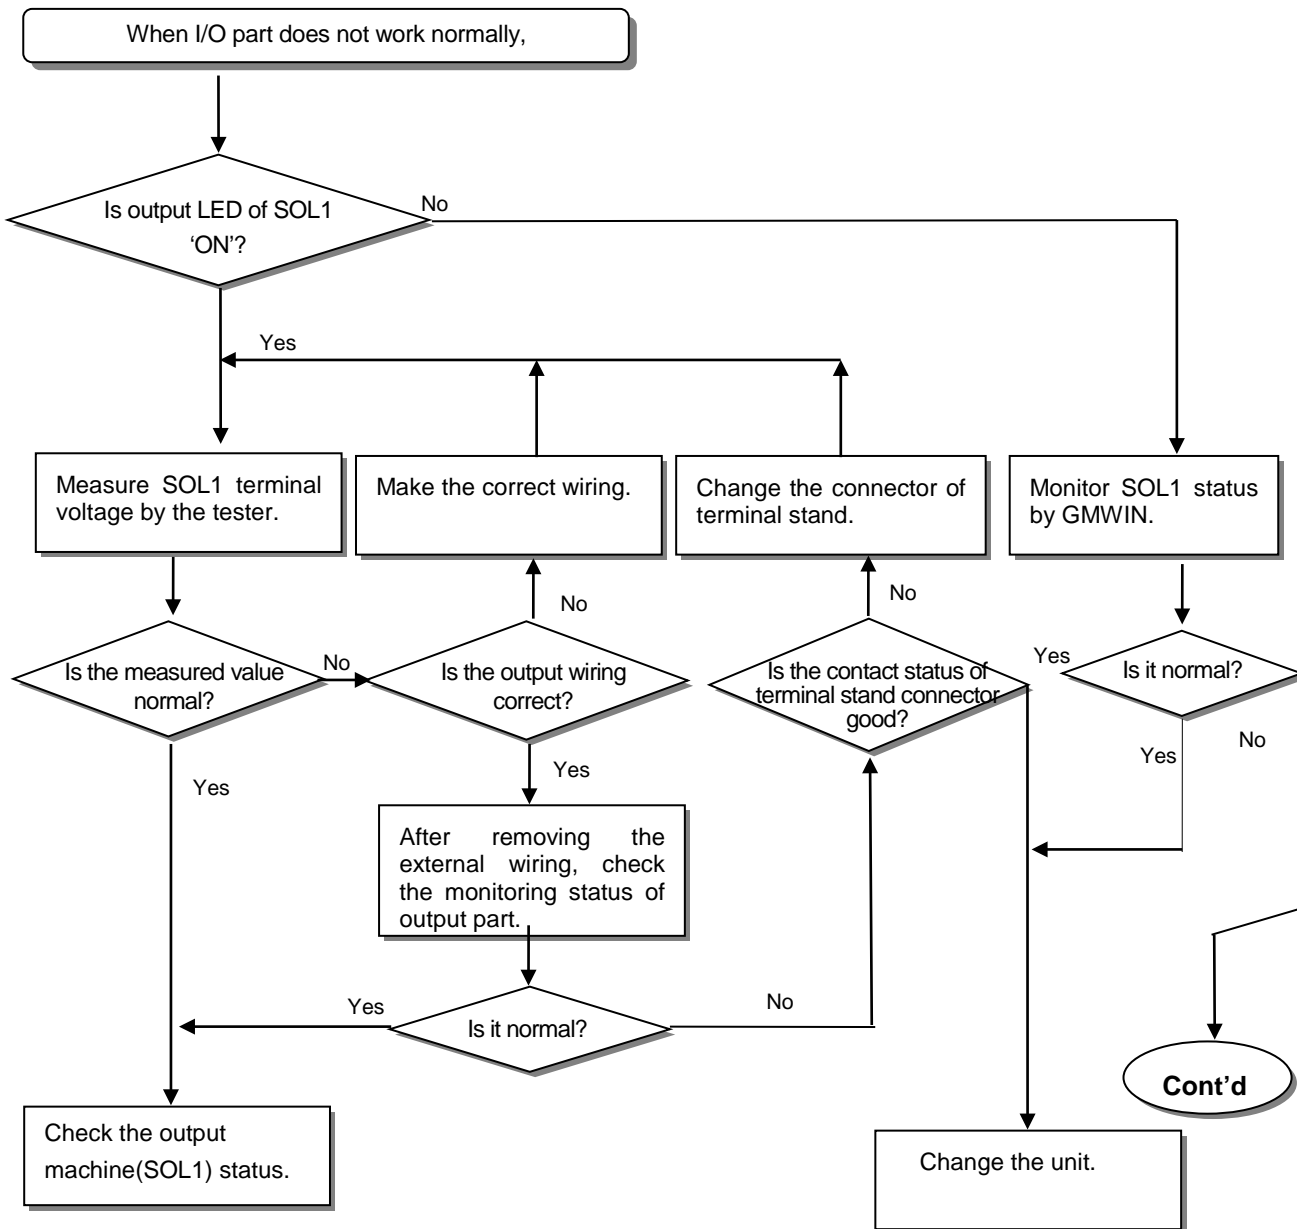 When I/O part does not work normally,
Is output LED of SOL1
‘ON’?
No
Yes
Measure SOL1 terminal
voltage by the tester.
Make the correct wiring.
Change the connector of
terminal stand.
Monitor SOL1 status
by GMWIN.
No
No
Is the measured value
normal?
No
Is the output wiring
correct?
Is the contact status of
terminal stand connector
good?
Yes
Is it normal?
Yes
Yes
Yes
No
After removing the
external wiring, check
the monitoring status of
output part.
Yes
Is it normal?
No
Cont’d
Check the output
machine(SOL1) status.
Change the unit.